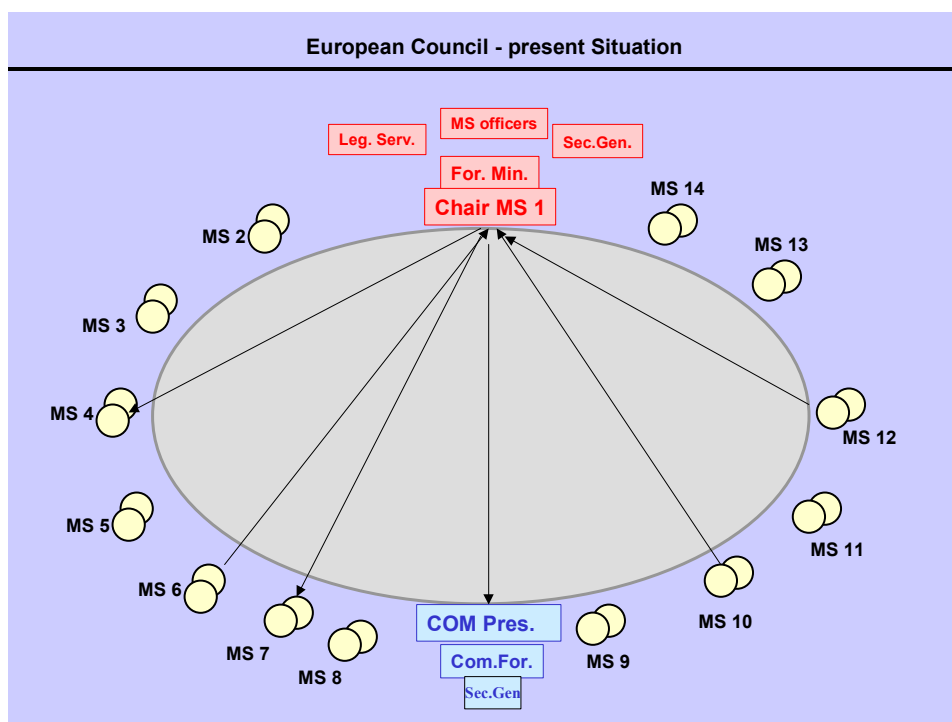 European Council - present Situation
MS officers
Leg. Serv.
Sec.Gen.
For. Min.
Chair MS 1
MS 14
MS 2
MS 13
MS 3
MS 4
MS 12
MS 5
MS 11
MS 6
MS 10
COM Pres.
MS 7
MS 8
MS 9
Com.For.
Sec.Gen